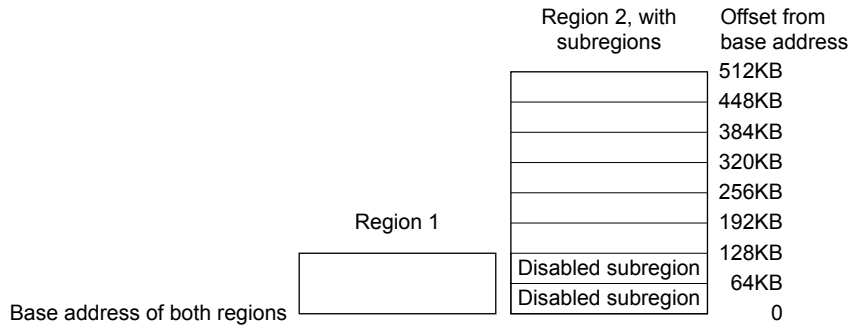 Region 2, with
subregions
Offset from
base address
512KB
448KB
384KB
320KB
256KB
192KB
Region 1
128KB
Disabled subregion
64KB
Disabled subregion
Base address of both regions
0